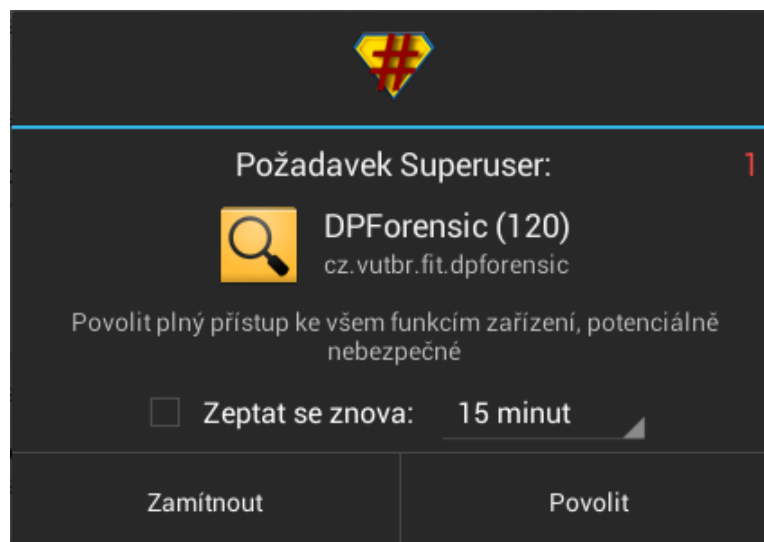 #
Požadavek Superuser: 1
DPForensic (120)
cz.vutbr.fit.dpforensic
Povolit plný přístup ke všem funkcím zařízení, potenciálně
nebezpečné
Zeptat se znova: 15 minut
Zamítnout Povolit